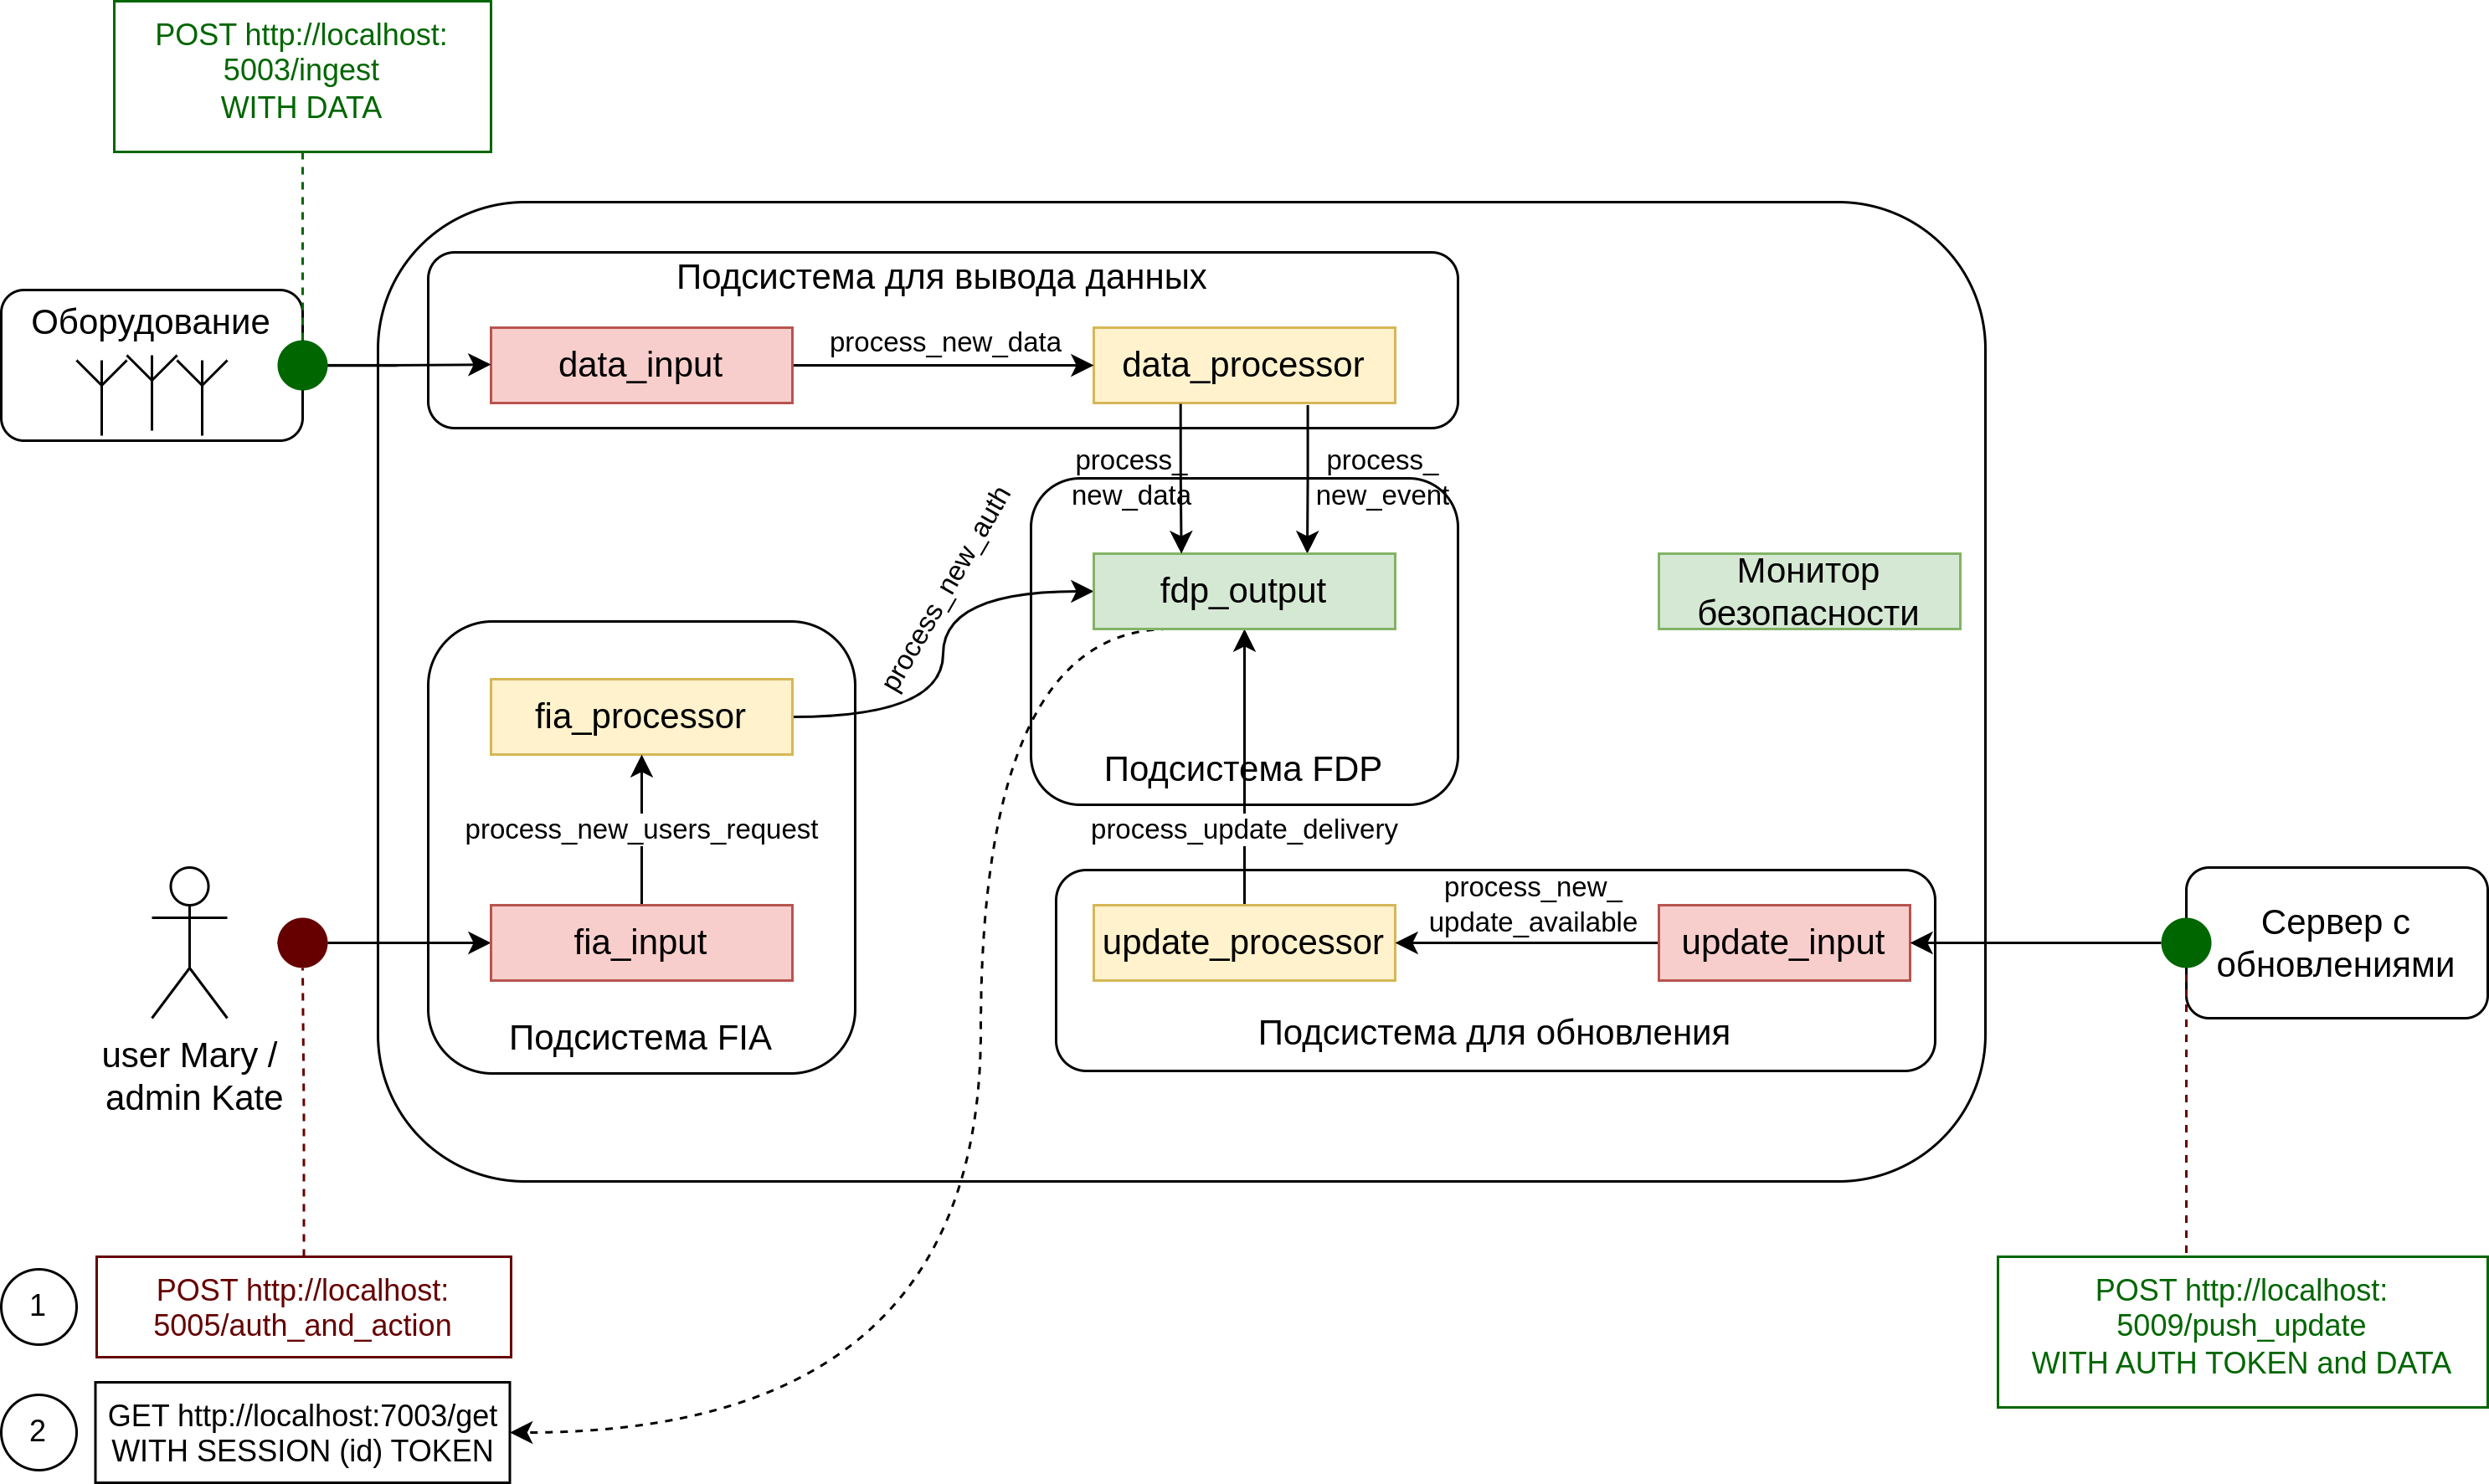 POST http://localhost:
5003/ingest
WITH DATA
Подсистема для вывода данных
Оборудование
data_input
process_new_data
data_processor
process_
new_data
process_
new_event
process_new_auth
fdp_output
Монитор
безопасности
fia_processor
Подсистема FDP
process_new_users_request
process_update_delivery
process_new_
update_available
fia_input
update_processor
update_input
Сервер с
обновлениями
Подсистема FIA
Подсистема для обновления
user Mary /
admin Kate
1
POST http://localhost:
5005/auth_and_action
POST http://localhost:
5009/push_update
WITH AUTH TOKEN and DATA
2
GET http://localhost:7003/get
WITH SESSION (id) TOKEN